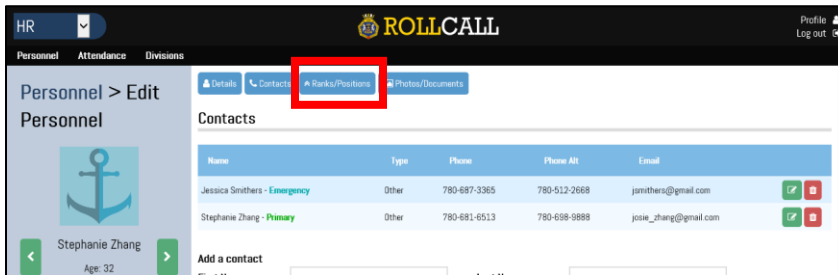 HR
ROLLCALL
Profile
Log out
Personnel Attendance Divisions
Personnel > Edit
Personnel
Details Contacts Ranks/Positions Photos/Documents
Contacts
Name Type Phone Phone Alt Email
Jessica Smithers - Emergency Other 780-687-3365 780-512-2668 jsmithers@gmail.com
Stephanie Zhang - Primary Other 780-681-6513 780-698-9888 josie_zhang@gmail.com
Stephanie Zhang
Age: 32
Add a contact